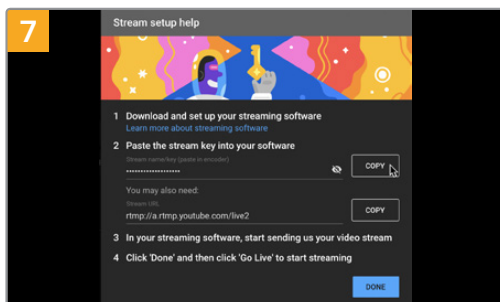 7
Stream setup help
1 Download and set up your streaming software
Learn more about streaming software
2 Paste the stream key into your software
Stream name/key (paste in encoder)
•••••••••••••••••••
COPY
You may also need:
Stream URL
rtmp://a.rtmp.youtube.com/live2
COPY
3 In your streaming software, start sending us your video stream
4 Click 'Done' and then click 'Go Live' to start streaming
DONE